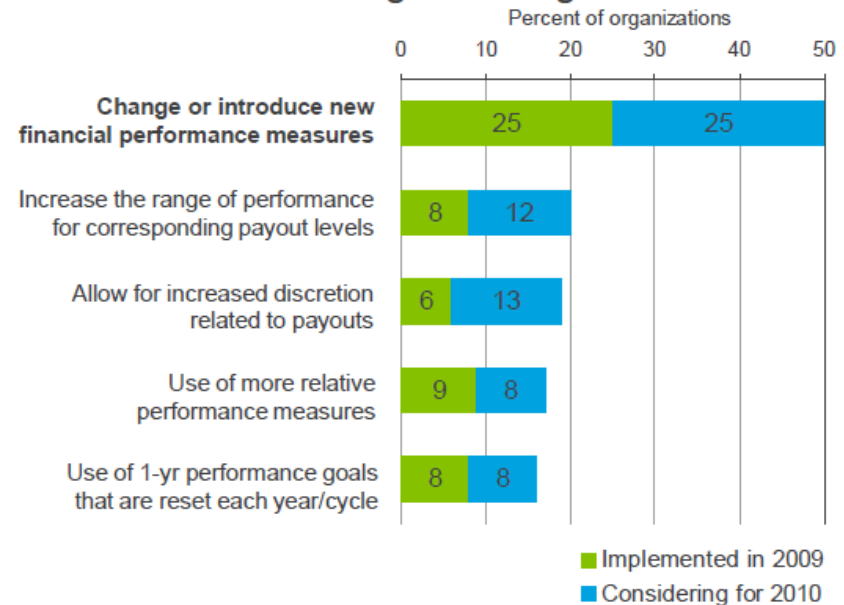 Percent of organizations
0 10 20 30 40 50
Change or introduce new
financial performance measures
25 25
Increase the range of performance
for corresponding payout levels
8 12
Allow for increased discretion
related to payouts
6 13
Use of more relative
performance measures
9 8
Use of 1-yr performance goals
that are reset each year/cycle
8 8
Implemented in 2009
Considering for 2010